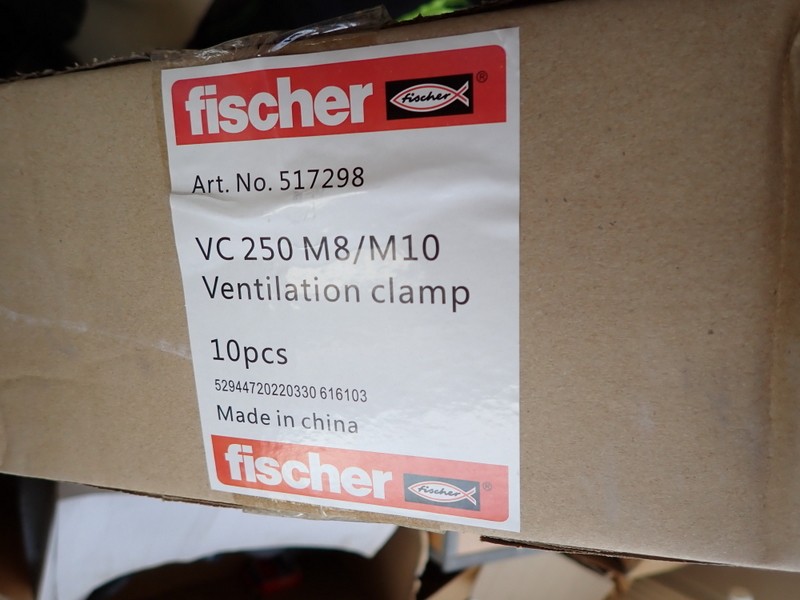 fischer fischer ®
Art. No. 517298
VC 250 M8/M10
Ventilation clamp
10pcs
52944720220330 616103
Made in china
fischer fischer ®